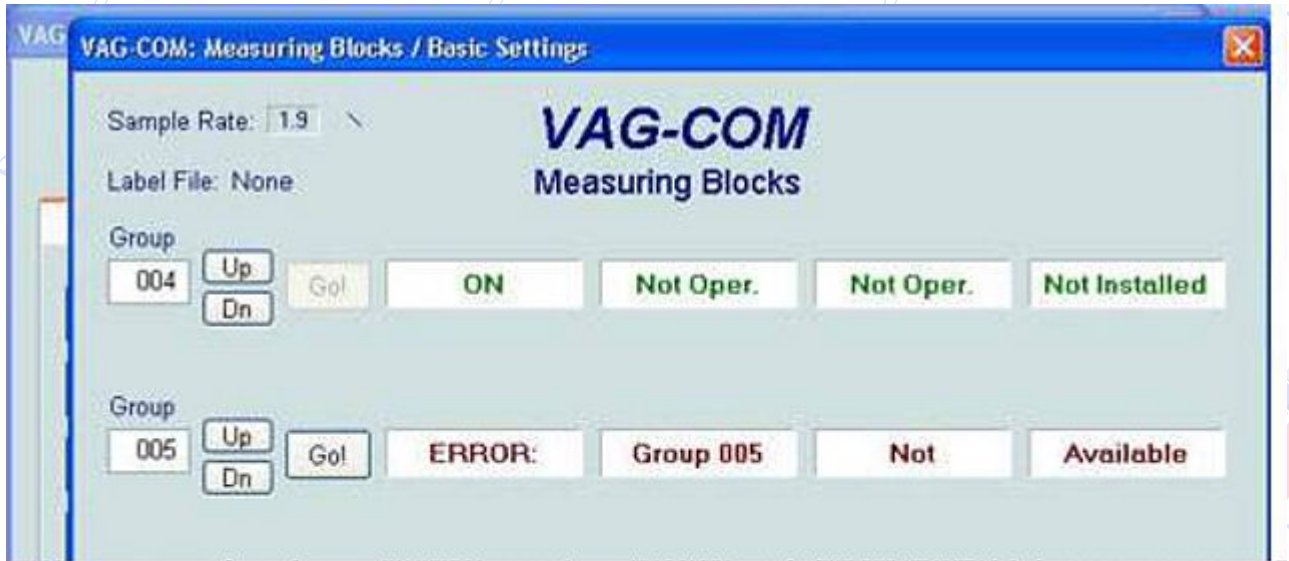 VAG
VAG-COM: Measuring Blocks / Basic Settings
Sample Rate: 1.9
VAG-COM
Label File: None
Measuring Blocks
Group
004 Up Dn Go! ON Not Oper. Not Oper. Not Installed
Group
005 Up Dn Go! ERROR: Group 005 Not Available